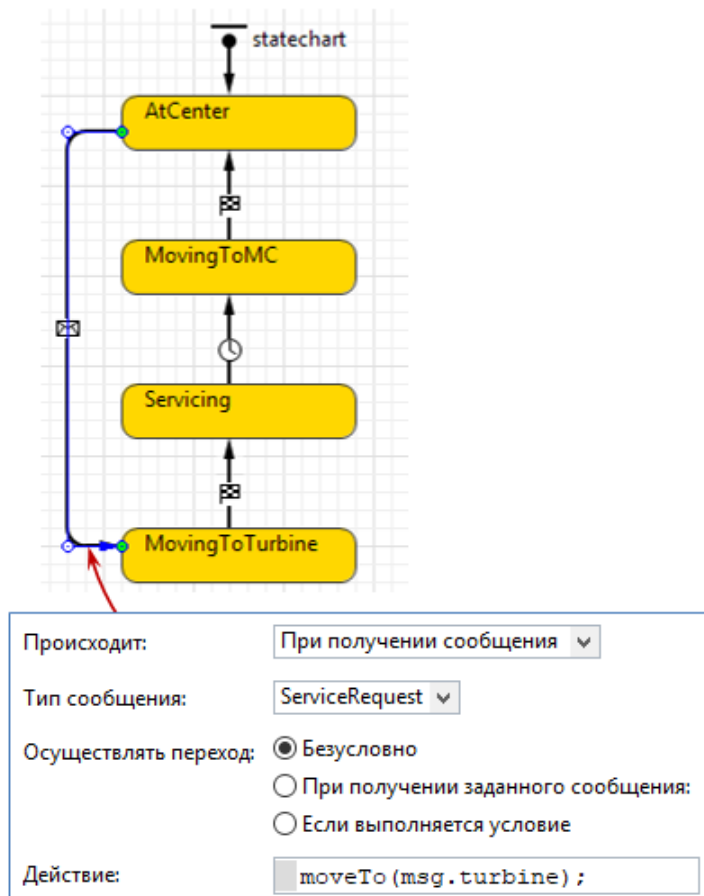 statechart
AtCenter
MovingToMC
Servicing
MovingToTurbine
Происходит: При получении сообщения
Тип сообщения: ServiceRequest
Осуществлять переход: Безусловно
При получении заданного сообщения:
Если выполняется условие
Действие: moveTo(msg.turbine);